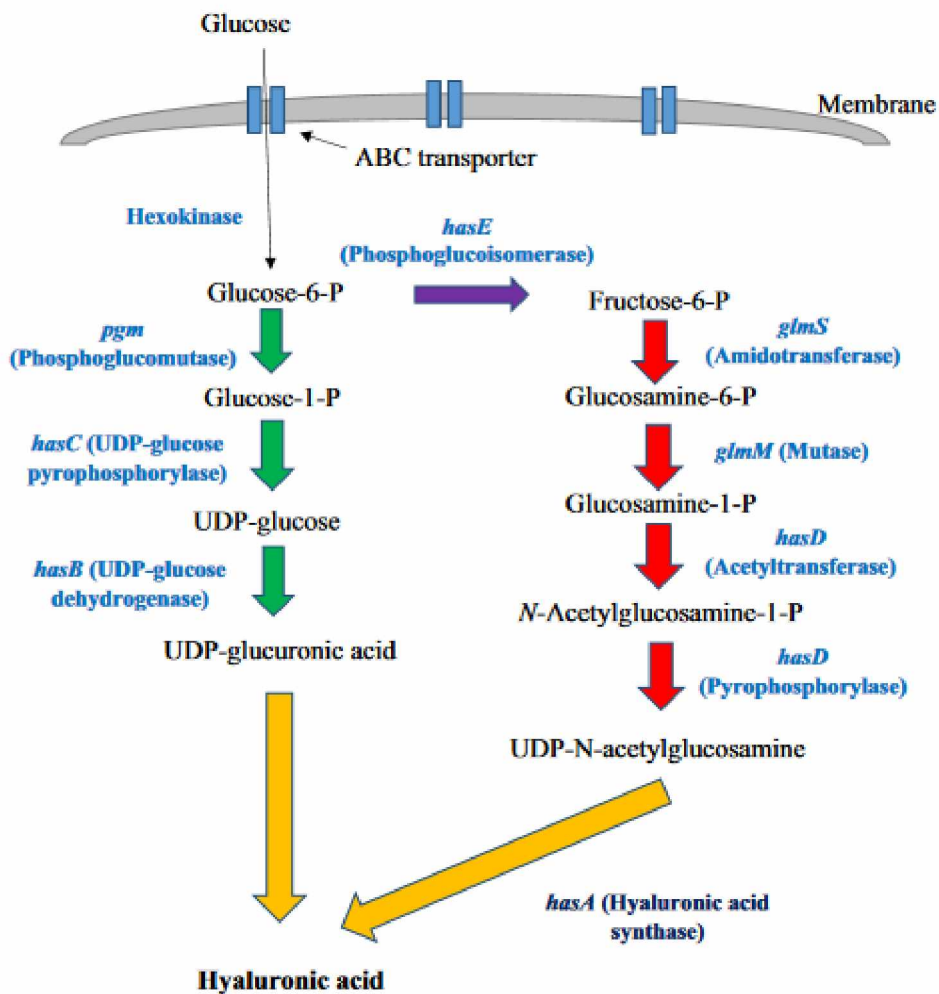 Glucose
Membrane
ABC transporter
Hexokinase
hasE
(Phosphoglucoisomerase)
Glucose-6-P
Fructose-6-P
pgm
(Phosphoglucomutase)
glmS
(Amidotransferase)
Glucose-1-P
Glucosamine-6-P
hasC (UDP-glucose
pyrophosphorylase)
glmM (Mutase)
Glucosamine-1-P
UDP-glucose
hasD
(Acetyltransferase)
hasB (UDP-glucose
dehydrogenase)
N-Acetylglucosamine-1-P
UDP-glucuronic acid
hasD
(Pyrophosphorylase)
UDP-N-acetylglucosamine
hasA (Hyaluronic acid
synthase)
Hyaluronic acid